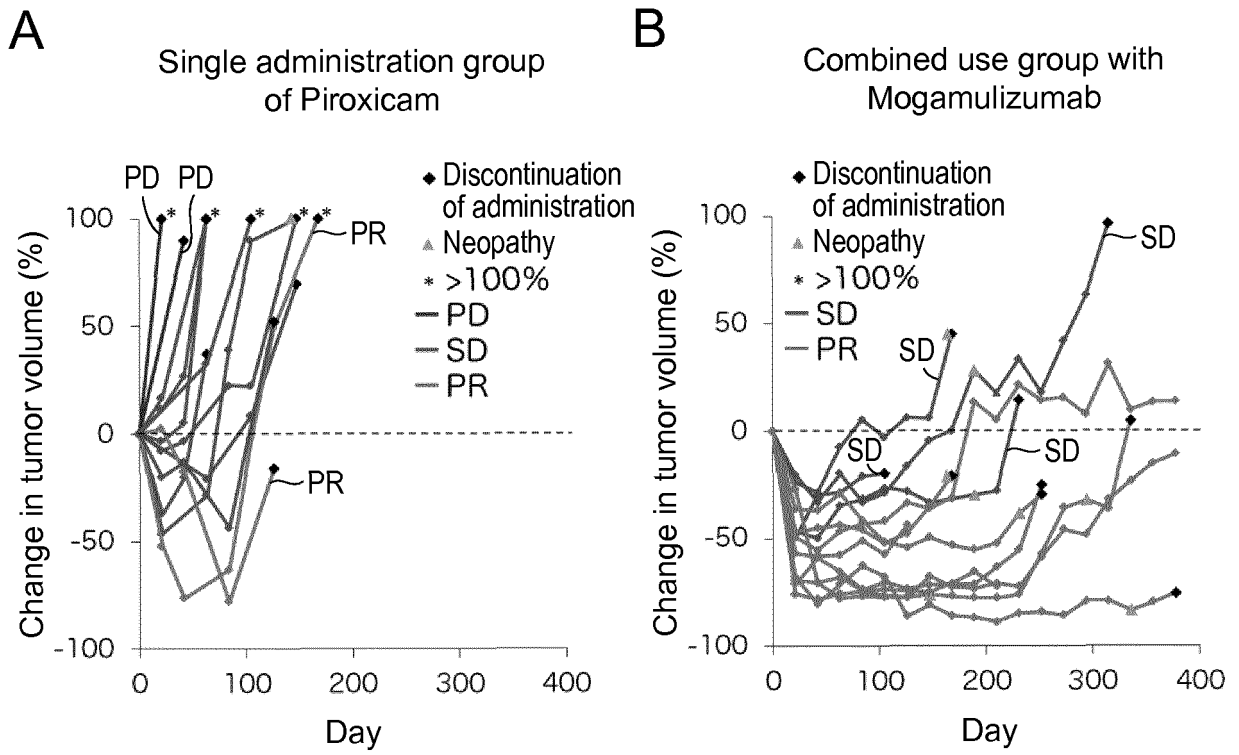 A
Single administration group
of Piroxicam
PD
PD
◆ Discontinuation
of administration
▲ Neopathy
* >100%
PD
SD
PR
*
*
*
*
*
PR
PR
Change in tumor volume (%)
100
50
0
-50
-100
0
100
200
300
400
Day
B
Combined use group with
Mogamulizumab
◆ Discontinuation
of administration
▲ Neopathy
* >100%
SD
PR
SD
SD
SD
SD
Change in tumor volume (%)
100
50
0
-50
-100
0
100
200
300
400
Day